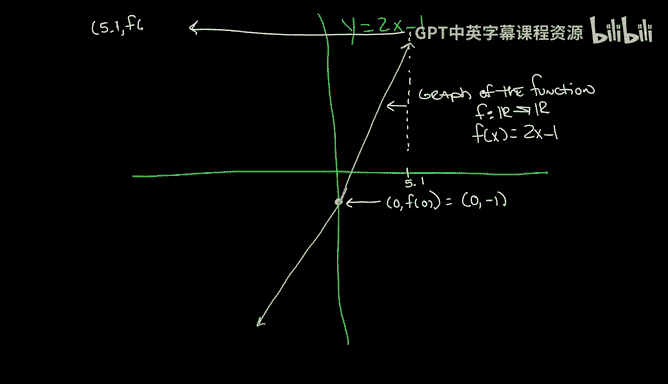 (5.1, f(
y = 2x-1
GPT中英字幕课程资源 bilibili
Graph of the function
f: ℝ → ℝ
f(x) = 2x-1
5.1
(0, f(0)) = (0, -1)